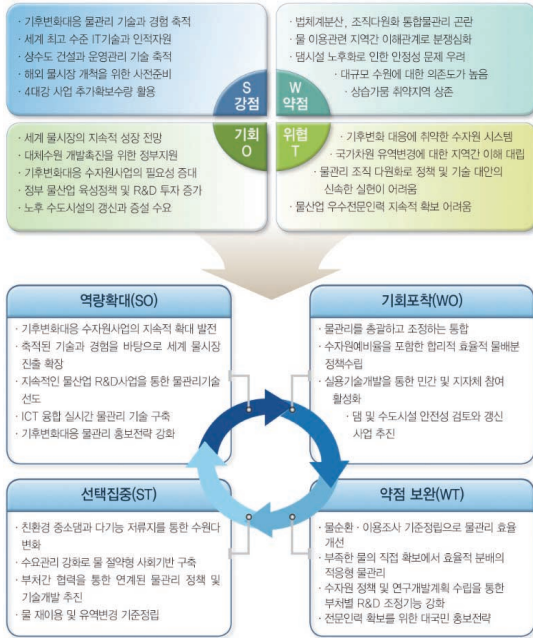 · 기후변화대응 물관리 기술과 경험 축적
· 세계 최고 수준 IT기술과 인적자원
· 상수도 건설과 운영관리 기술 축적
· 해외 물시장 개척을 위한 사전준비
· 4대강 사업 추가확보수량 활용
S
강점
· 법체계분산, 조직다원화 통합물관리 곤란
· 물 이용관련 지역간 이해관계로 분쟁심화
· 댐시설 노후화로 인한 안정성 문제 우려
· 대규모 수원에 대한 의존도가 높음
· 상습가뭄 취약지역 상존
W
약점
· 세계 물시장의 지속적 성장 전망
· 대체수원 개발촉진을 위한 정부지원
· 기후변화대응 수자원사업의 필요성 증대
· 정부 물산업 육성정책 및 R&D 투자 증가
· 노후 수도시설의 갱신과 증설 수요
기회
O
· 기후변화 대응에 취약한 수자원 시스템
· 국가차원 유역변경에 대한 지역간 이해 대립
· 물관리 조직 다원화로 정책 및 기술 대안의
신속한 실현이 어려움
· 물산업 우수전문인력 지속적 확보 어려움
위협
T
역량확대(SO)
· 기후변화대응 수자원사업의 지속적 확대 발전
· 축적된 기술과 경험을 바탕으로 세계 물시장
진출 확장
· 지속적인 물산업 R&D사업을 통한 물관리기술
선도
· ICT 융합 실시간 물관리 기술 구축
· 기후변화대응 물관리 홍보전략 강화
기회포착(WO)
· 물관리를 총괄하고 조정하는 통합
· 수자원예비율을 포함한 합리적 효율적 물배분
정책수립
· 실용기술개발을 통한 민간 및 지자체 참여
활성화
· 댐 및 수도시설 안전성 검토와 갱신
사업 추진
선택집중(ST)
· 친환경 중소댐과 다기능 저류지를 통한 수원다
변화
· 수요관리 강화로 물 절약형 사회기반 구축
· 부처간 협력을 통한 연계된 물관리 정책 및
기술개발 추진
· 물 재이용 및 유역변경 기준정립
약점 보완(WT)
· 물순환 · 이용조사 기준정립으로 물관리 효율
개선
· 부족한 물의 직접 확보에서 효율적 분배의
적응형 물관리
· 수자원 정책 및 연구개발계획 수립을 통한
부처별 R&D 조정기능 강화
· 전문인력 확보를 위한 대국민 홍보전략